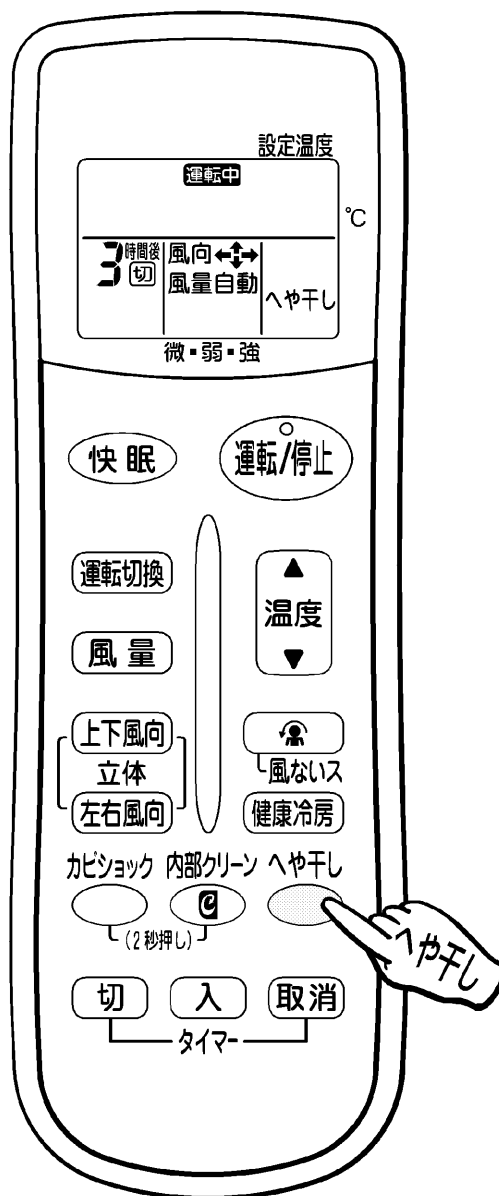 設定温度
運転中
℃
3時間後 風向
切 風量自動
へや干し
微・弱・強
快眠 運転/停止
運転切換
▲
温度
▼
風量
上下風向
立体
風ないス
左右風向 健康冷房
カビショック 内部クリーン へや干し
(2秒押し)
へや干し
切 入 取消
タイマー